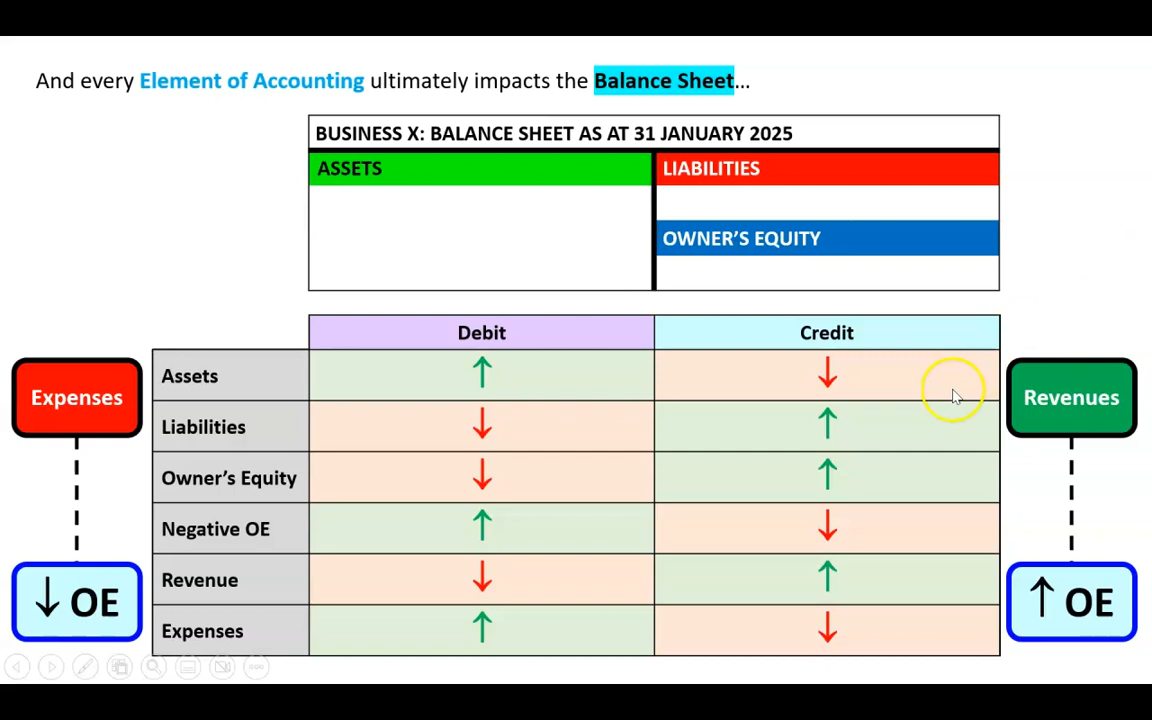 And every Element of Accounting ultimately impacts the Balance Sheet...
BUSINESS X: BALANCE SHEET AS AT 31 JANUARY 2025
ASSETS
LIABILITIES
OWNER'S EQUITY
Debit
Credit
Assets ↑ ↓
Liabilities ↓ ↑
Owner's Equity ↓ ↑
Negative OE ↑ ↓
Revenue ↓ ↑
Expenses ↑ ↓
Expenses
↓ OE
Revenues
↑ OE